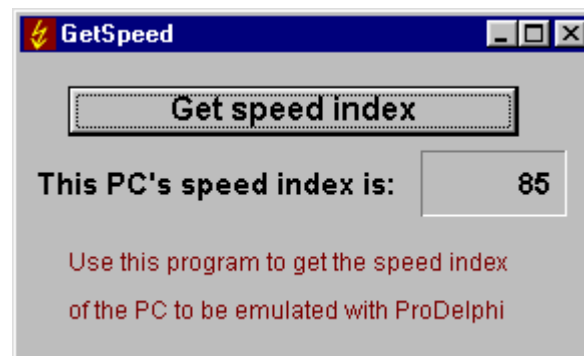 GetSpeed
Get speed index
This PC's speed index is: 85
Use this program to get the speed index
of the PC to be emulated with ProDelphi